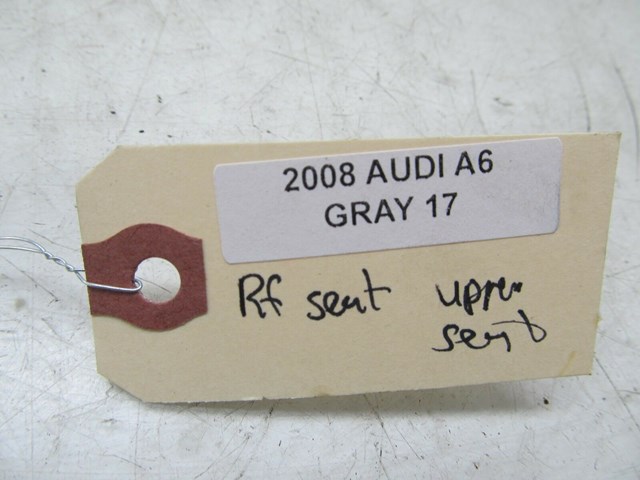 2008 AUDI A6
GRAY 17
Rf seat upper
seat